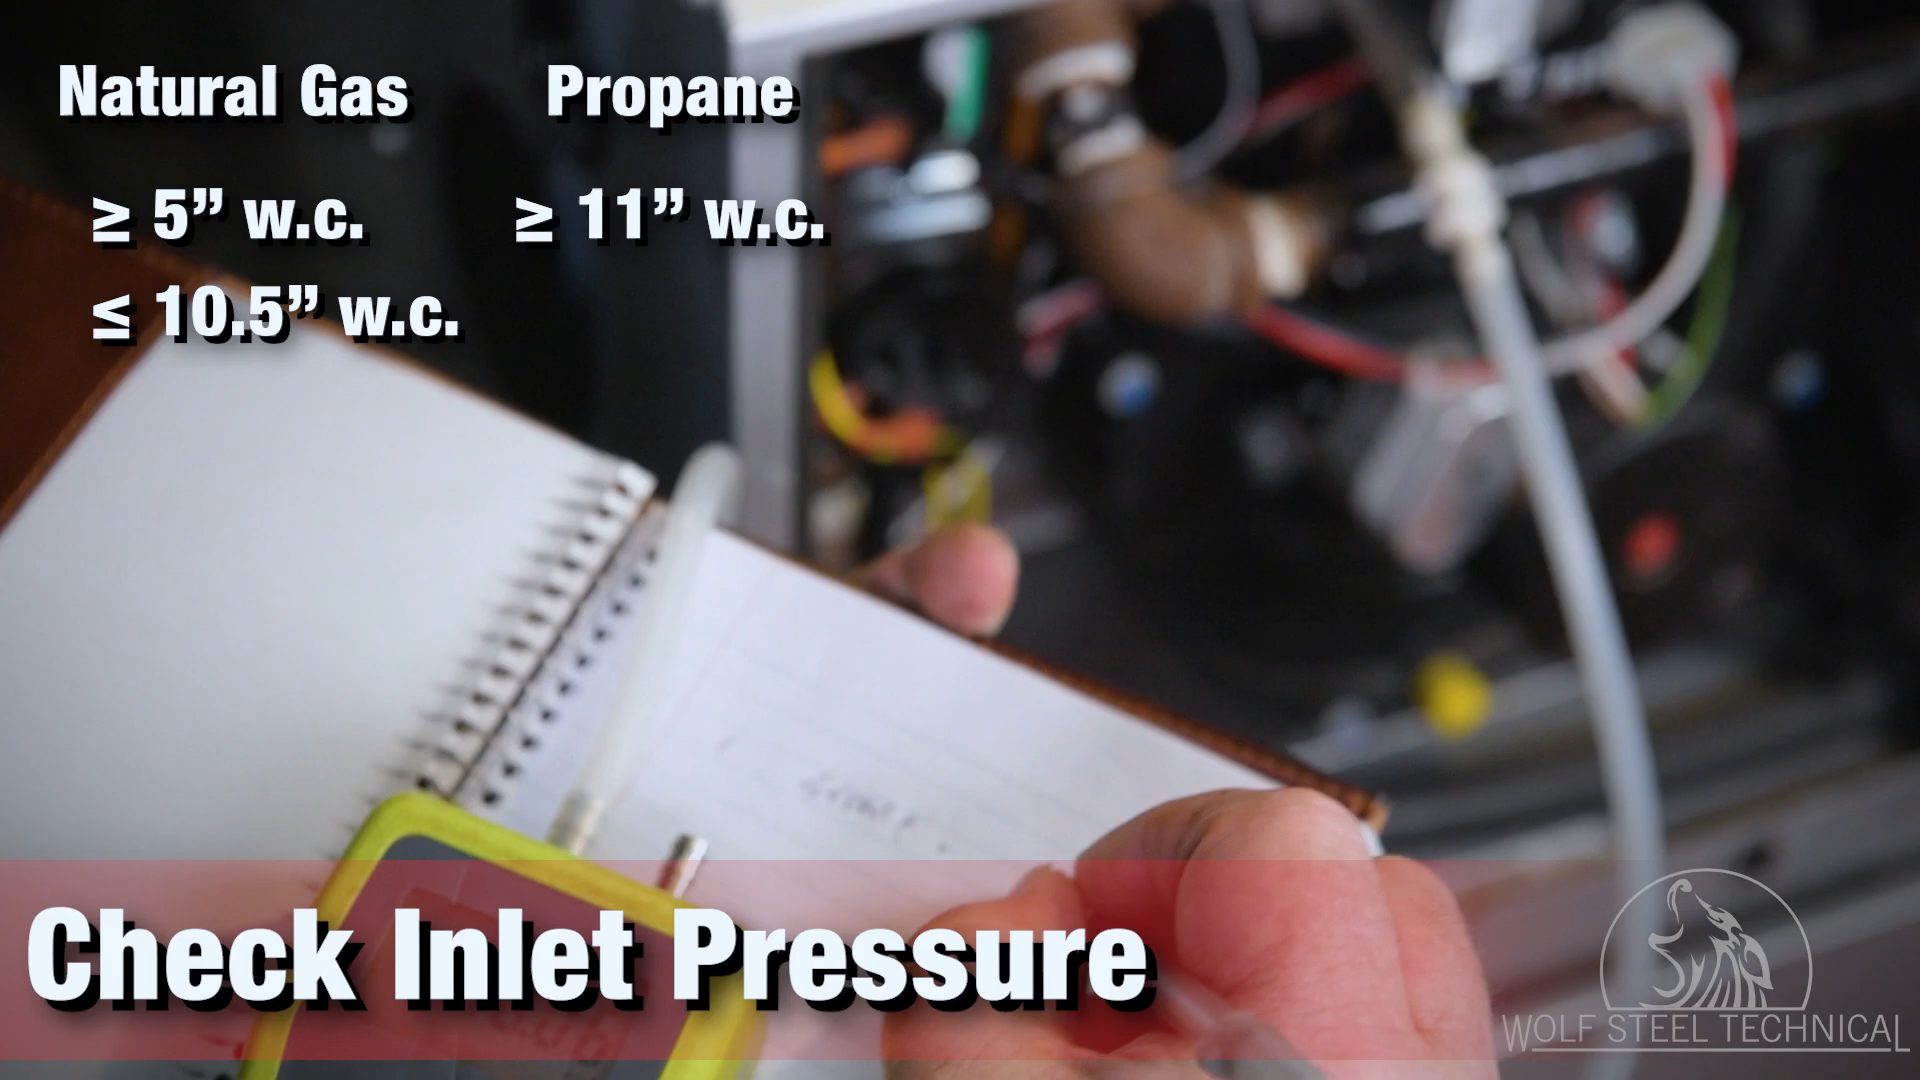 Natural Gas
Propane
≥ 5” w.c.
≥ 11” w.c.
≤ 10.5” w.c.
Check Inlet Pressure
WOLF STEEL TECHNICAL